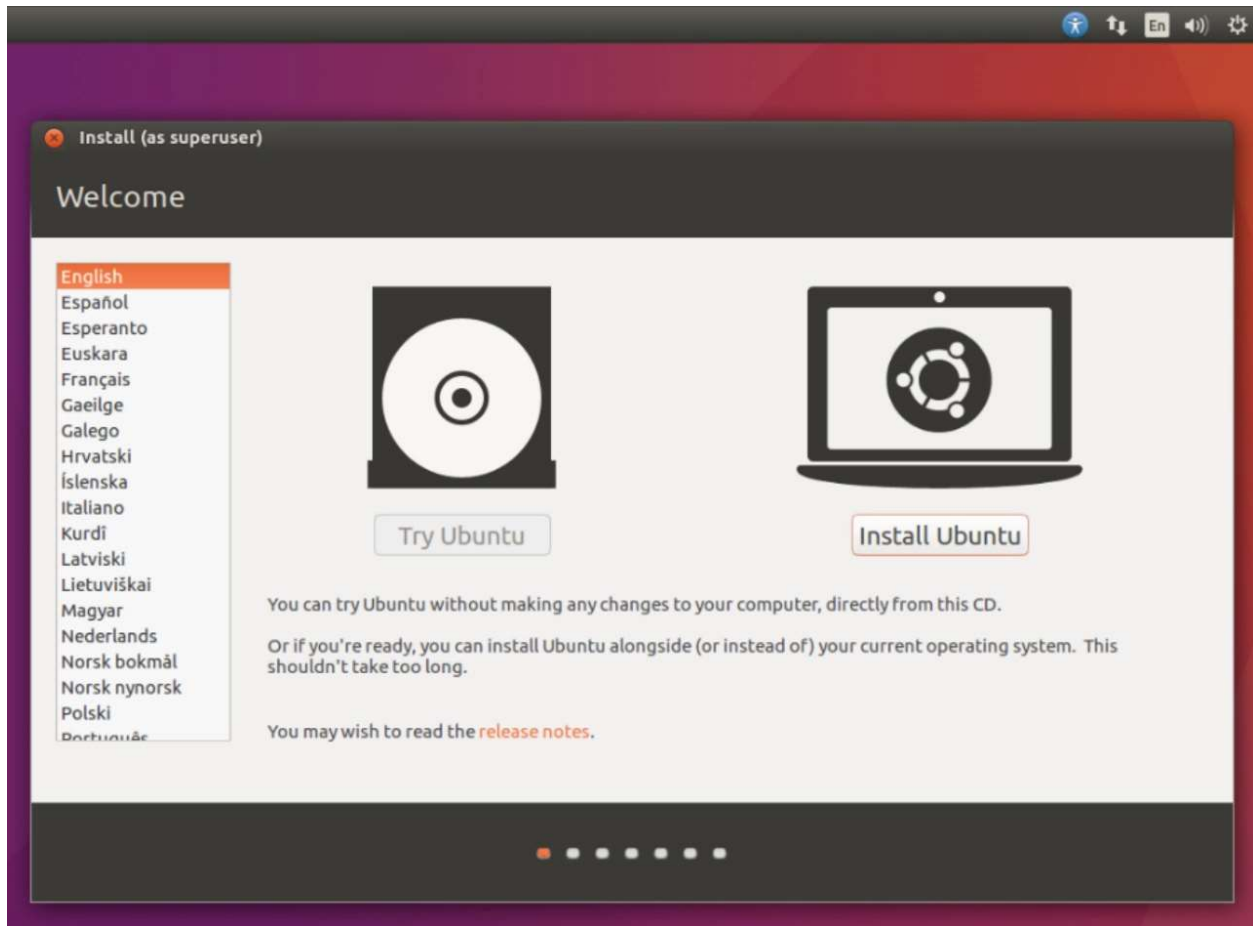 En
Install (as superuser)
Welcome
English
Español
Esperanto
Euskara
Français
Gaeilge
Galego
Hrvatski
Íslenska
Italiano
Kurdî
Latviski
Lietuviškai
Magyar
Nederlands
Norsk bokmål
Norsk nynorsk
Polski
Português
Try Ubuntu
Install Ubuntu
You can try Ubuntu without making any changes to your computer, directly from this CD.
Or if you're ready, you can install Ubuntu alongside (or instead of) your current operating system. This
shouldn't take too long.
You may wish to read the release notes.